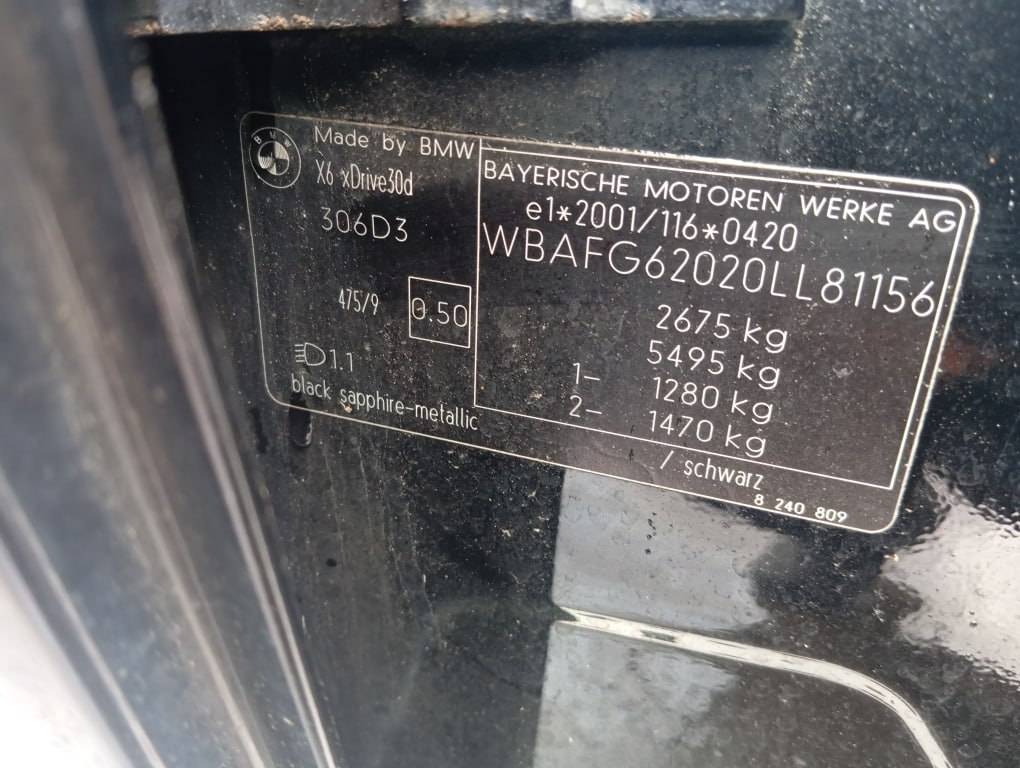 BMW
Made by BMW
X6 xDrive30d
306D3
475/9
0.50
1.1
black sapphire-metallic
BAYERISCHE MOTOREN WERKE AG
e1*2001/116*0420
WBAFG62020LL81156
2675 kg
5495 kg
1- 1280 kg
2- 1470 kg
/ schwarz
8 240 809